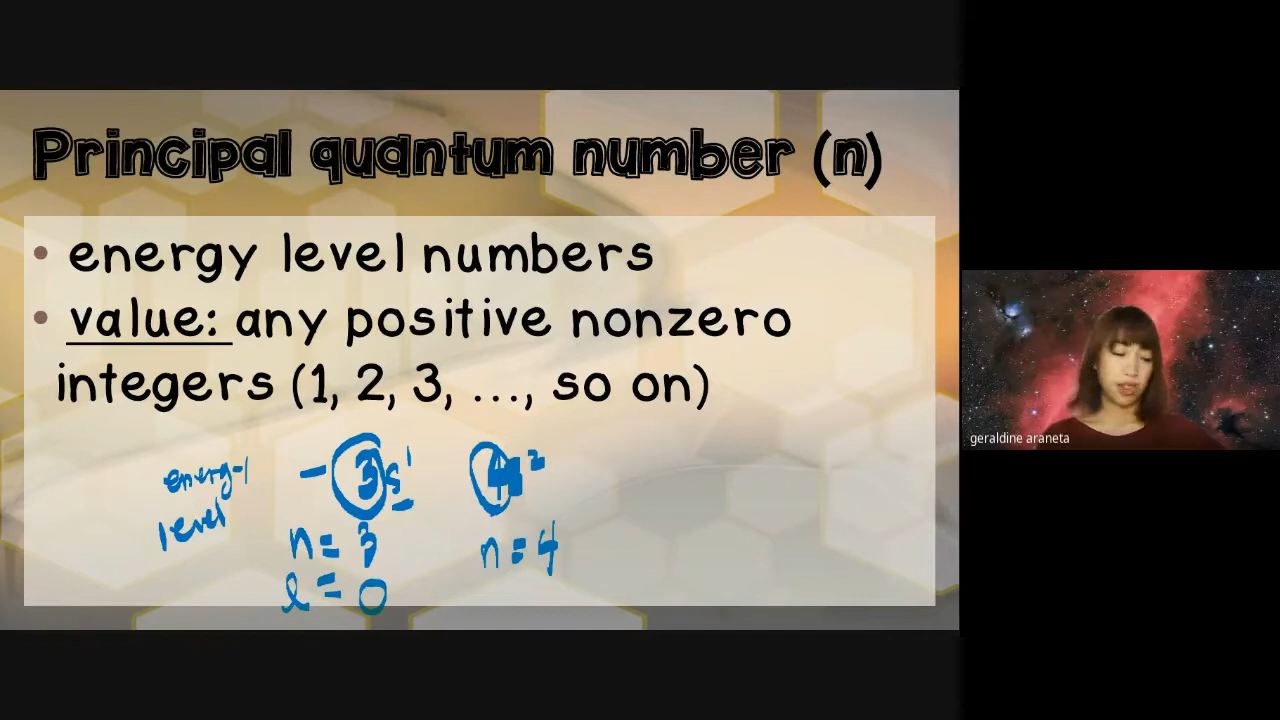 Principal quantum number (n)
• energy level numbers
• value: any positive nonzero
integers (1, 2, 3, ..., so on)
level
- 3s¹
n = 3
l = 0
n = 4
geraldine araneta